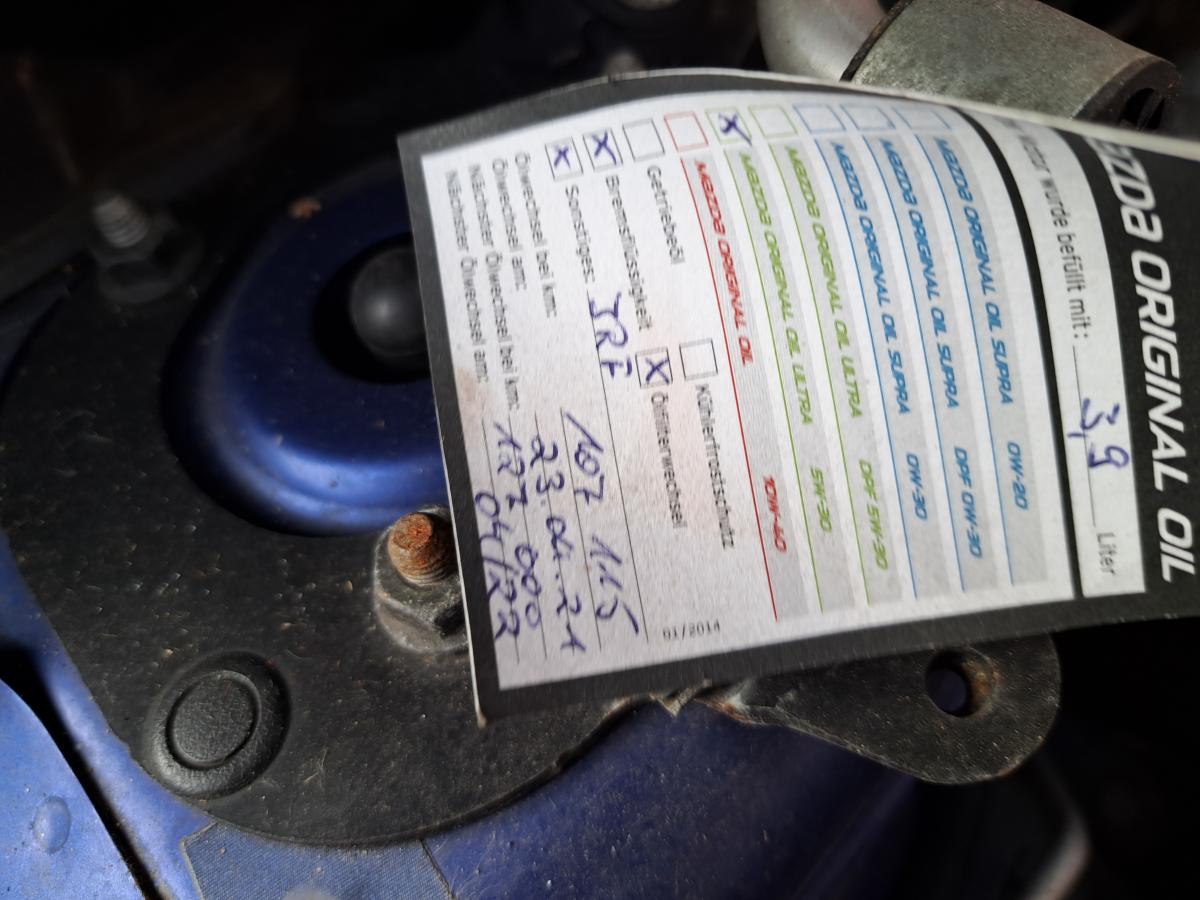 azDa ORIGINAL OIL
Motor wurde befüllt mit: 3,9 Liter
mazDa ORIGINAL OIL SUPRA 0W-20
mazDa ORIGINAL OIL SUPRA DPF 0W-30
mazDa ORIGINAL OIL SUPRA 0W-30
mazDa ORIGINAL OIL ULTRA DPF 5W-30
X mazDa ORIGINAL OIL ULTRA 5W-30
mazDa ORIGINAL OIL 10W-40
Getriebeöl Kühlerfrostschutz
X Bremsflüssigkeit X Ölfilterwechsel
X Sonstiges:
01/2014
Ölwechsel bei km: 107 115
Ölwechsel am: 23.04.21
Nächster Ölwechsel bei km: 127 000
Nächster Ölwechsel am: 04/22